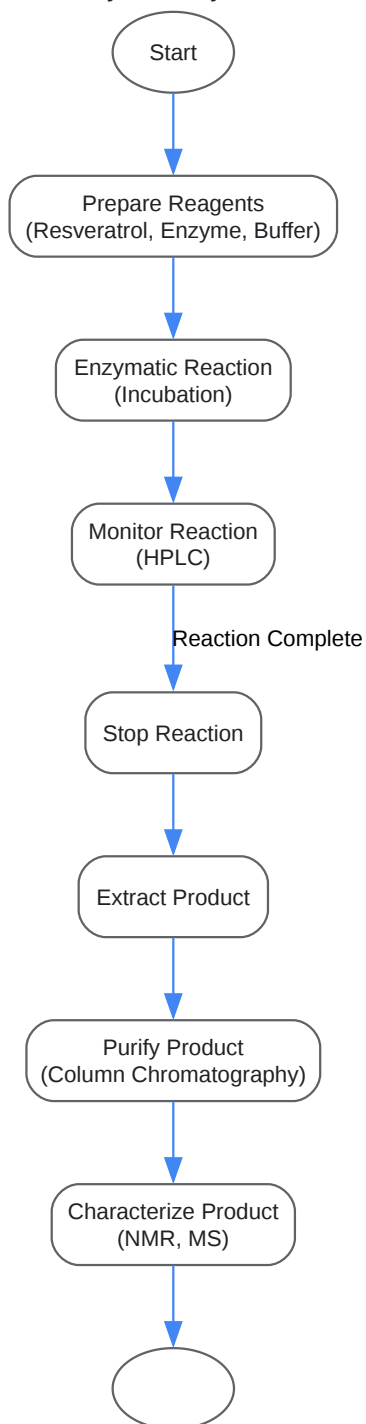 Start
Prepare Reagents
(Resveratrol, Enzyme, Buffer)
Enzymatic Reaction
(Incubation)
Monitor Reaction
(HPLC)
Reaction Complete
Stop Reaction
Extract Product
Purify Product
(Column Chromatography)
Characterize Product
(NMR, MS)